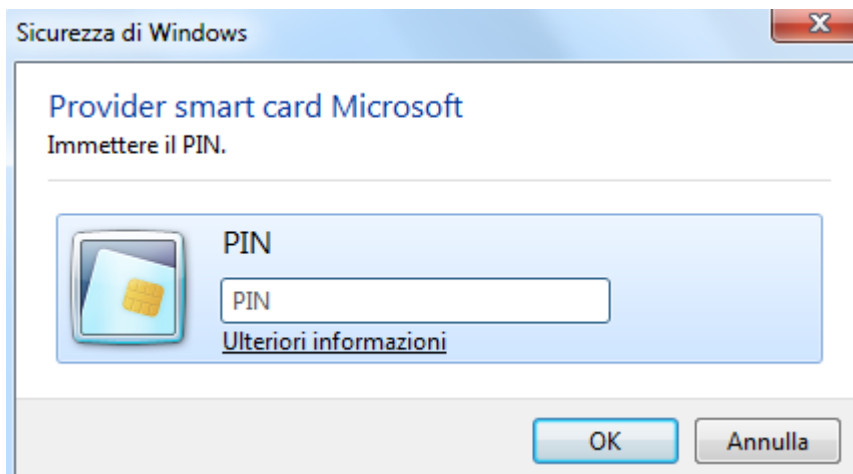 Sicurezza di Windows
Provider smart card Microsoft
Immettere il PIN.
PIN
PIN
Ulteriori informazioni
OK
Annulla